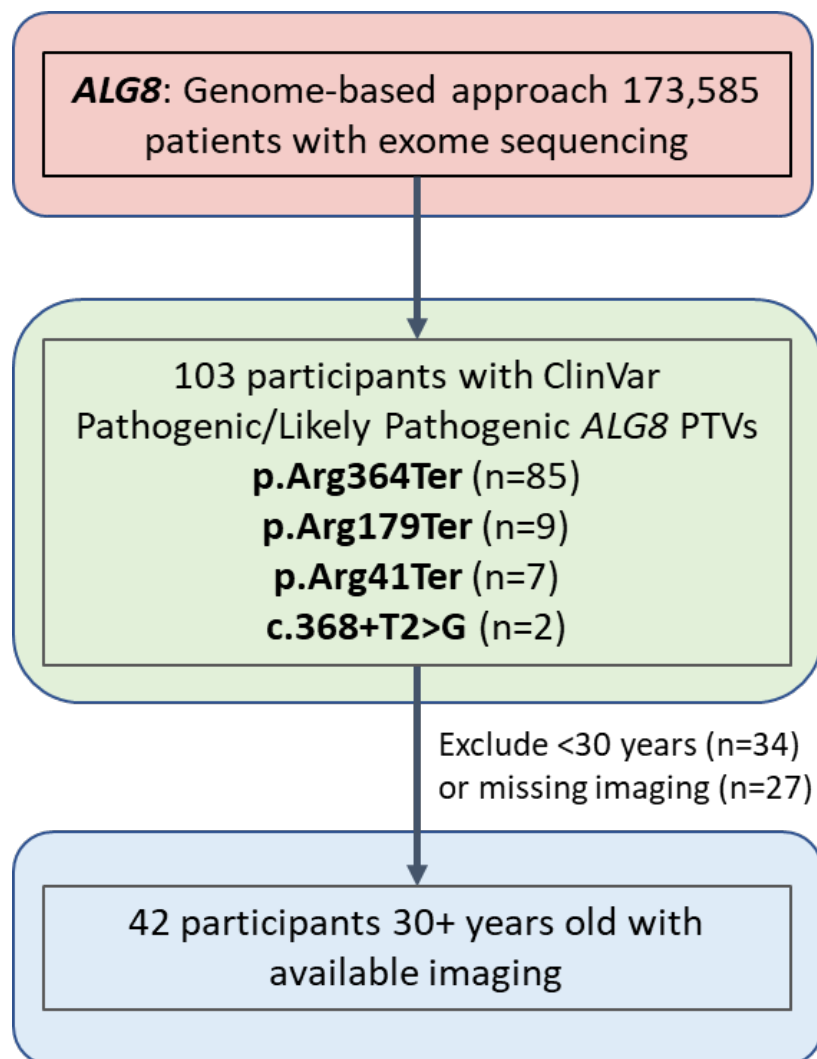 ALG8: Genome-based approach 173,585
patients with exome sequencing
103 participants with ClinVar
Pathogenic/Likely Pathogenic ALG8 PTVs
p.Arg364Ter (n=85)
p.Arg179Ter (n=9)
p.Arg41Ter (n=7)
c.368+T2>G (n=2)
Exclude <30 years (n=34)
or missing imaging (n=27)
42 participants 30+ years old with
available imaging